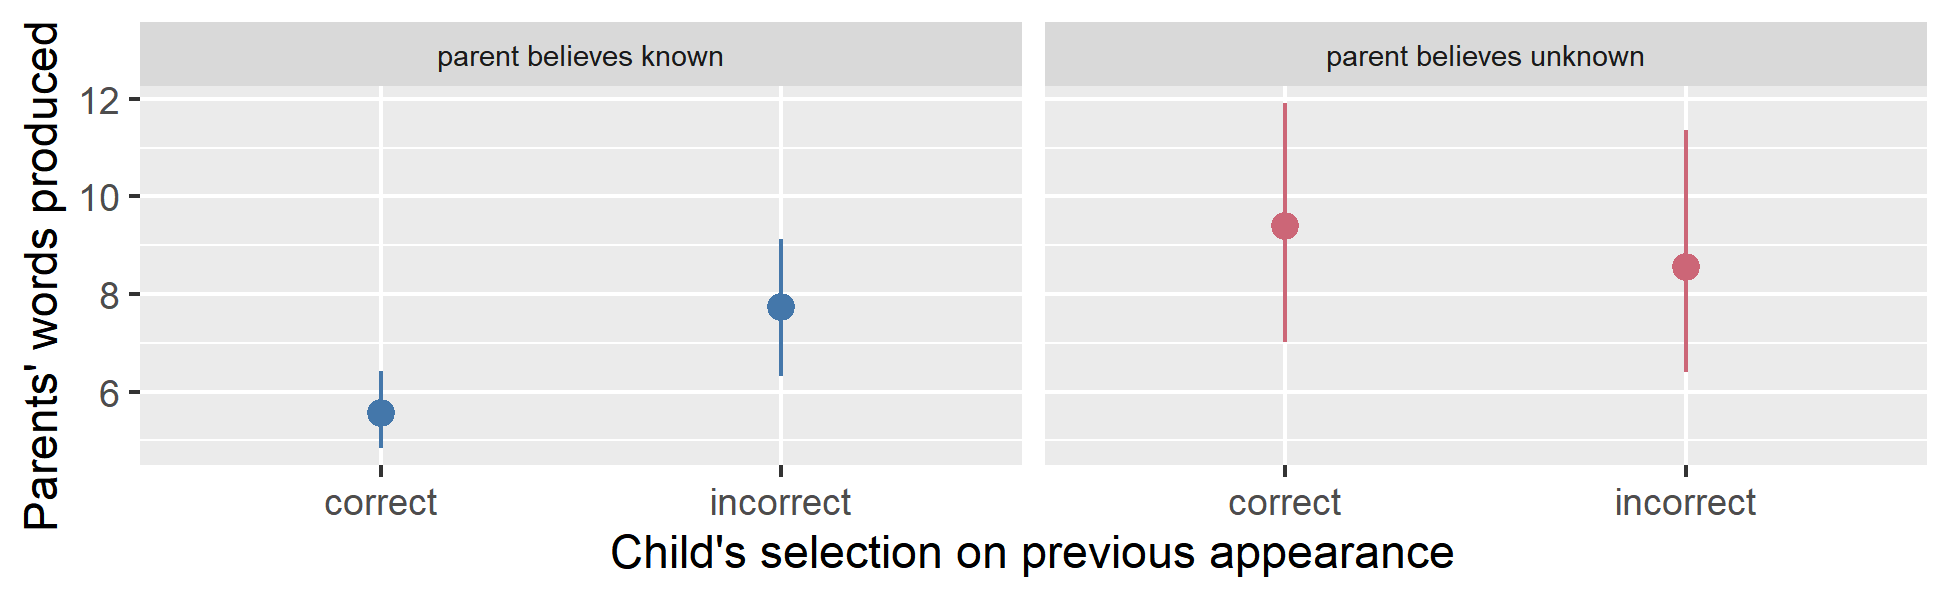 parent believes known
parent believes unknown
Parents' words produced
12
10
8
6
correct
incorrect
correct
incorrect
Child's selection on previous appearance